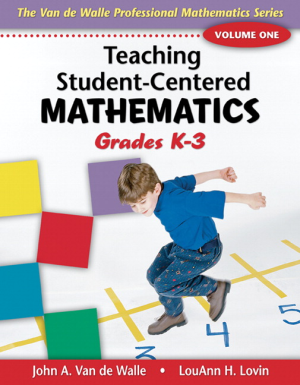 The Van de Walle Professional Mathematics Series
VOLUME ONE
Teaching
Student-Centered
MATHEMATICS
Grades K-3
John A. Van de Walle • LouAnn H. Lovin